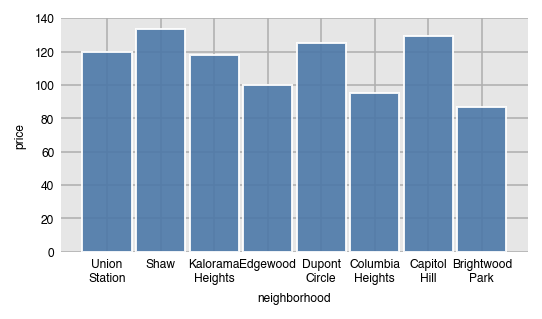 140
120
100
80
60
40
20
0
price
Union Station
Shaw
Kalorama Heights
Edgewood
Dupont Circle
Columbia Heights
Capitol Hill
Brightwood Park
neighborhood